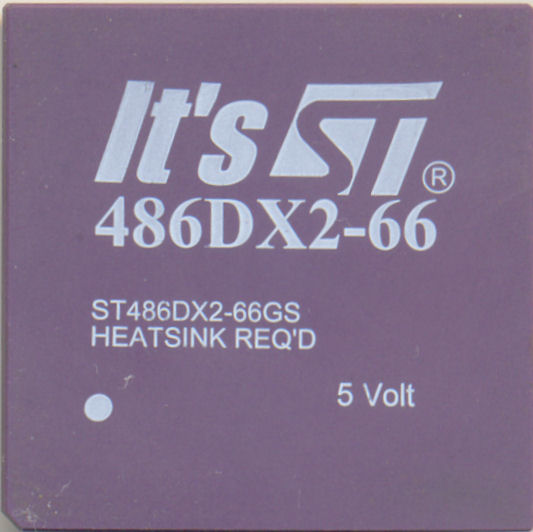 It's ST®
486DX2-66
ST486DX2-66GS
HEATSINK REQ'D
5 Volt